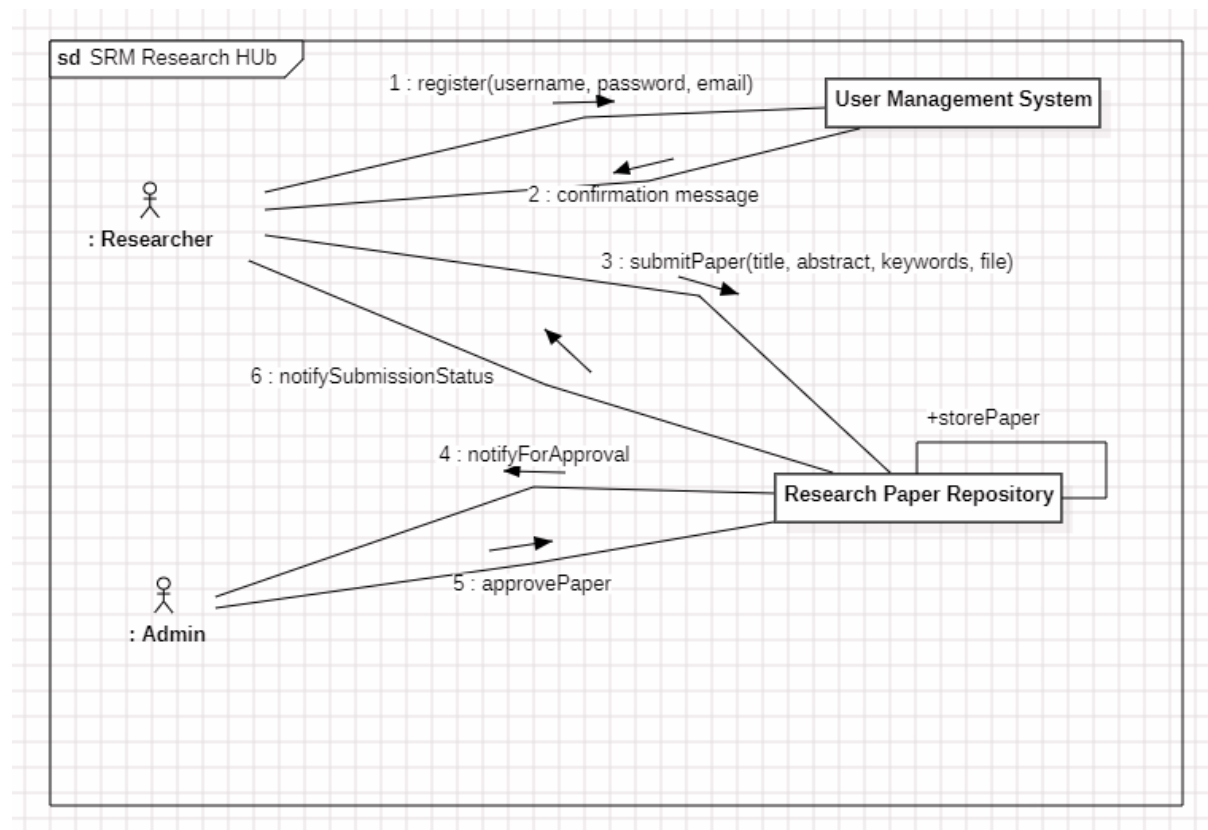 sd SRM Research HUb
1 : register(username, password, email)
User Management System
2 : confirmation message
: Researcher
3 : submitPaper(title, abstract, keywords, file)
6 : notifySubmissionStatus
+storePaper
4 : notifyForApproval
Research Paper Repository
5 : approvePaper
: Admin